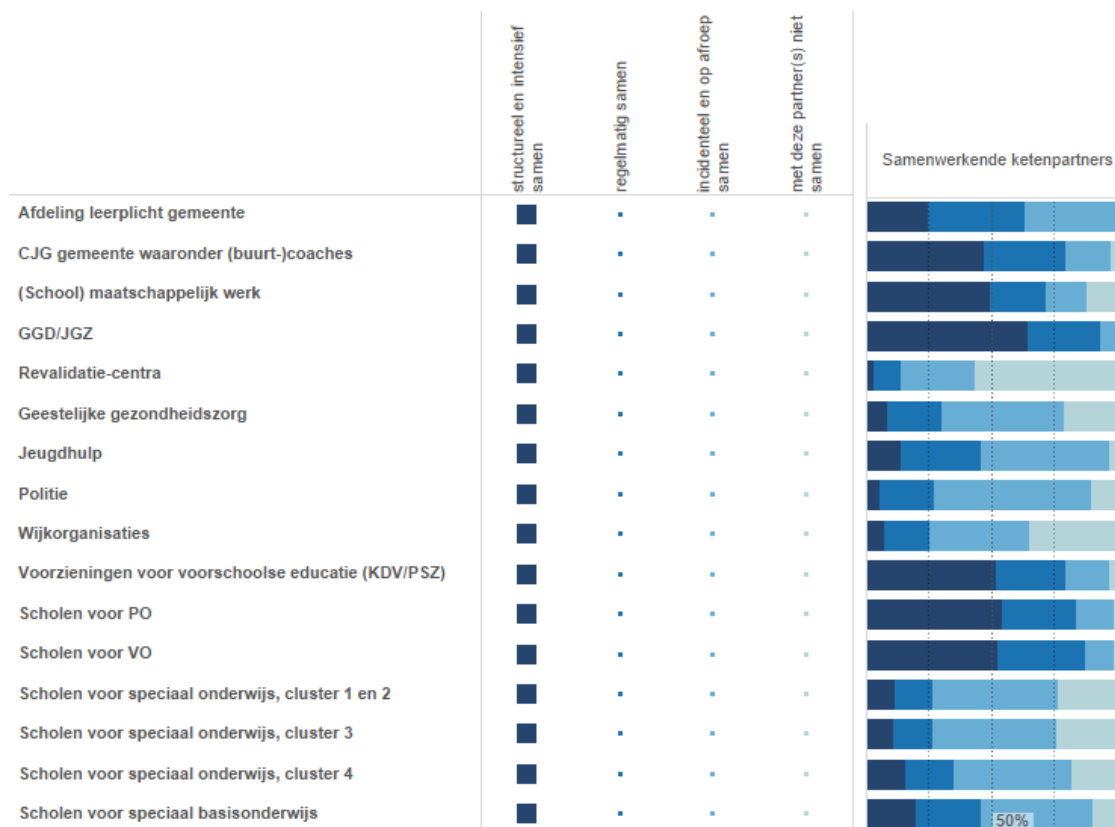 structureel en intensief
samen
regelmatig samen
incidenteel en op afroep
samen
met deze partner(s) niet
samen
Samenwerkende ketenpartners
Afdeling leerplicht gemeente
CJG gemeente waaronder (buurt-)coaches
(School) maatschappelijk werk
GGD/JGZ
Revalidatie-centra
Geestelijke gezondheidszorg
Jeugdhulp
Politie
Wijkorganisaties
Voorzieningen voor voorschoolse educatie (KDV/PSZ)
Scholen voor PO
Scholen voor VO
Scholen voor speciaal onderwijs, cluster 1 en 2
Scholen voor speciaal onderwijs, cluster 3
Scholen voor speciaal onderwijs, cluster 4
Scholen voor speciaal basisonderwijs
50%